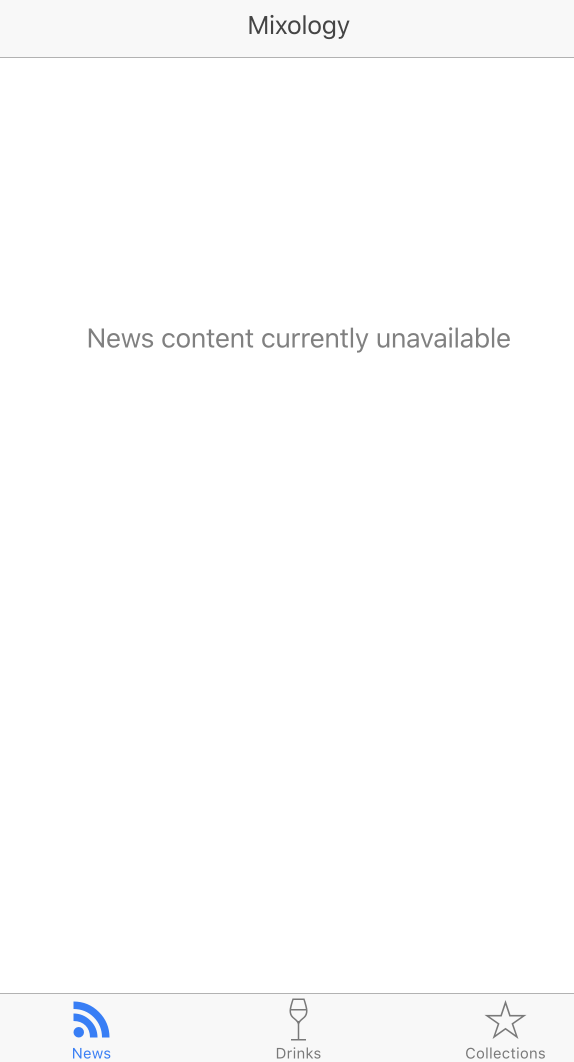 Mixology
News content currently unavailable
News
Drinks
Collections